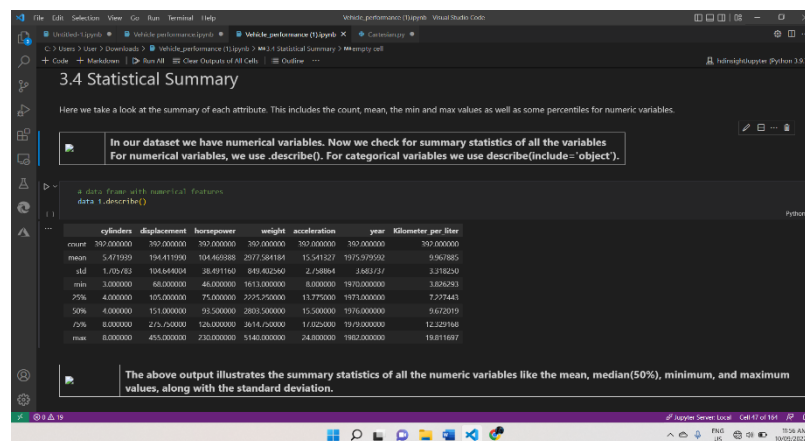 File Edit Selection View Go Run Terminal Help
Vehicle_performance (1).ipynb - Visual Studio Code
Untitled-1.ipynb Vehicle performance.ipynb Vehicle_performance (1).ipynb Cartesian.py
C: > Users > User > Downloads > Vehicle_performance (1).ipynb > 3.4 Statistical Summary > empty cell
+ Code + Markdown Run All Clear Outputs of All Cells Outline ... hdinsightJupyter (Python 3.9.
3.4 Statistical Summary
Here we take a look at the summary of each attribute. This includes the count, mean, the min and max values as well as some percentiles for numeric variables.
In our dataset we have numerical variables. Now we check for summary statistics of all the variables
For numerical variables, we use .describe(). For categorical variables we use describe(include='object').
# data frame with numerical features
data 1.describe()
[ ]
Python
cylinders displacement horsepower weight acceleration year Kilometer_per_liter
count 392.000000 392.000000 392.000000 392.000000 392.000000 392.000000 392.000000
mean 5.471939 194.411990 104.469388 2977.584184 15.541327 1975.979592 9.967885
std 1.705783 104.644004 38.491160 849.402560 2.758864 3.683737 3.318250
min 3.000000 68.000000 46.000000 1613.000000 8.000000 1970.000000 3.826293
25% 4.000000 105.000000 75.000000 2225.250000 13.775000 1973.000000 7.227443
50% 4.000000 151.000000 93.500000 2803.500000 15.500000 1976.000000 9.672019
75% 8.000000 275.750000 126.000000 3614.750000 17.025000 1979.000000 12.329168
max 8.000000 455.000000 230.000000 5140.000000 24.800000 1982.000000 19.811697
The above output illustrates the summary statistics of all the numeric variables like the mean, median(50%), minimum, and maximum
values, along with the standard deviation.
0 19
Jupyter Server: Local Cell 47 of 164
ENG
UK
11:56 AM